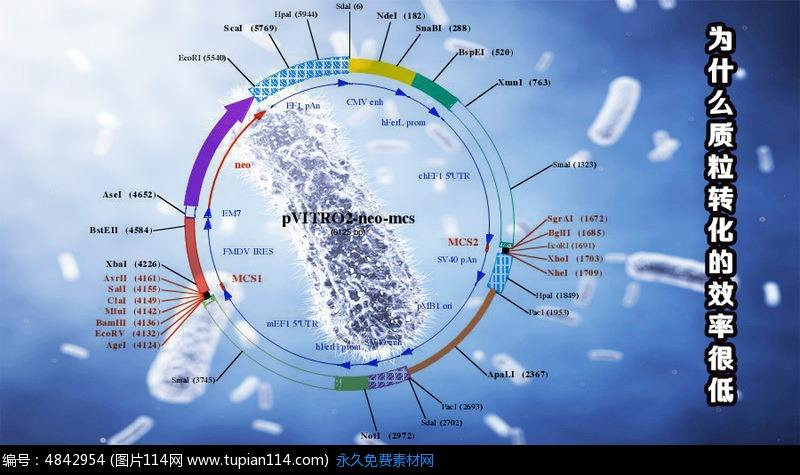 SdaI (6)
HpaI (5944)
NdeI (182)
ScaI (5769)
SnaBI (288)
BspEI (520)
EcoRI (5540)
XmnI (763)
EF1 pAn
CMV enh
hFerL prom
neo
chEF1 5'UTR
SmaI (1323)
AseI (4652)
EM7
pVITRO2-neo-mcs
SgrAI (1672)
BstEII (4584)
BglII (1685)
FMDV IRES
MCS2
EcoRI (1691)
SV40 pAn
XhoI (1703)
XbaI (4226)
NheI (1709)
AvrII (4161)
MCS1
SalI (4155)
HpaI (1849)
ClaI (4149)
pMB1 ori
PacI (1953)
MluI (4142)
BamHI (4136)
mEF1 5'UTR
EcoRV (4132)
AgeI (4124)
hFerH prom
SmaI (3745)
ApaLI (2367)
PacI (2693)
SdaI (2702)
NotI (2972)
为什么质粒转化的效率很低
编号：4842954 (图片114网 www.tupian114.com) 永久免费素材网